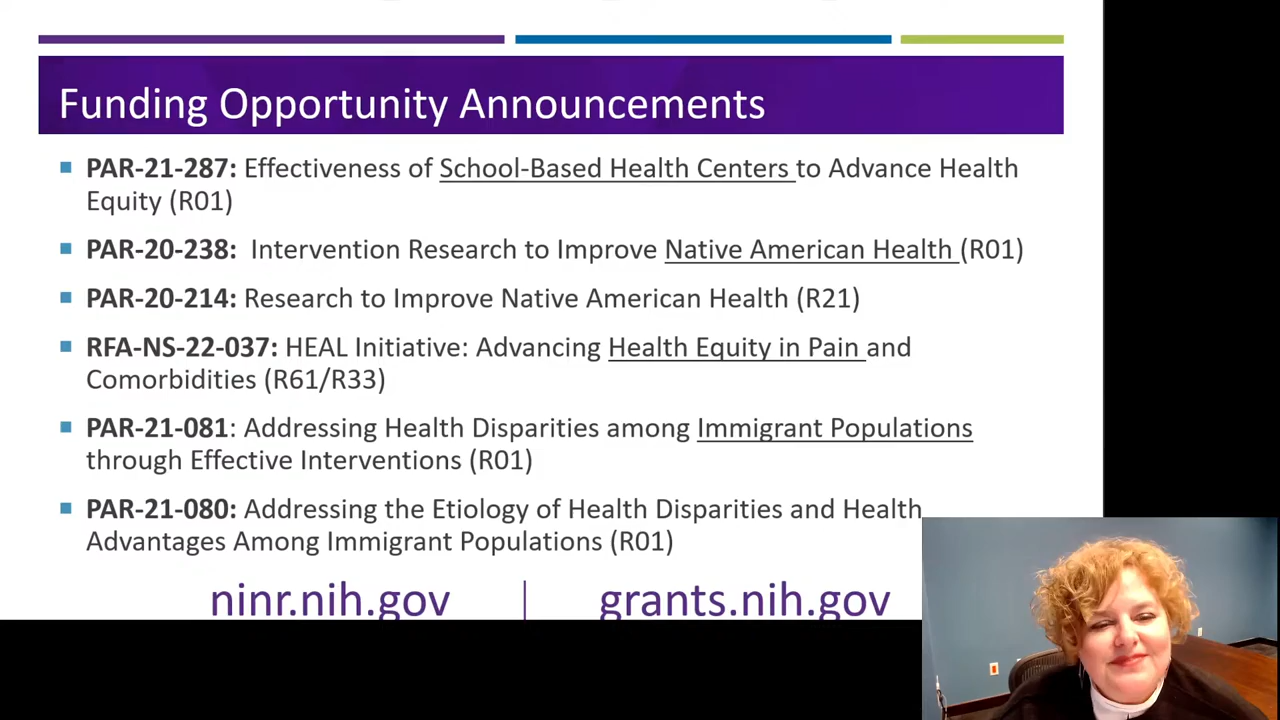 Funding Opportunity Announcements
PAR-21-287: Effectiveness of School-Based Health Centers to Advance Health
Equity (R01)
PAR-20-238: Intervention Research to Improve Native American Health (R01)
PAR-20-214: Research to Improve Native American Health (R21)
RFA-NS-22-037: HEAL Initiative: Advancing Health Equity in Pain and
Comorbidities (R61/R33)
PAR-21-081: Addressing Health Disparities among Immigrant Populations
through Effective Interventions (R01)
PAR-21-080: Addressing the Etiology of Health Disparities and Health
Advantages Among Immigrant Populations (R01)
ninr.nih.gov | grants.nih.gov